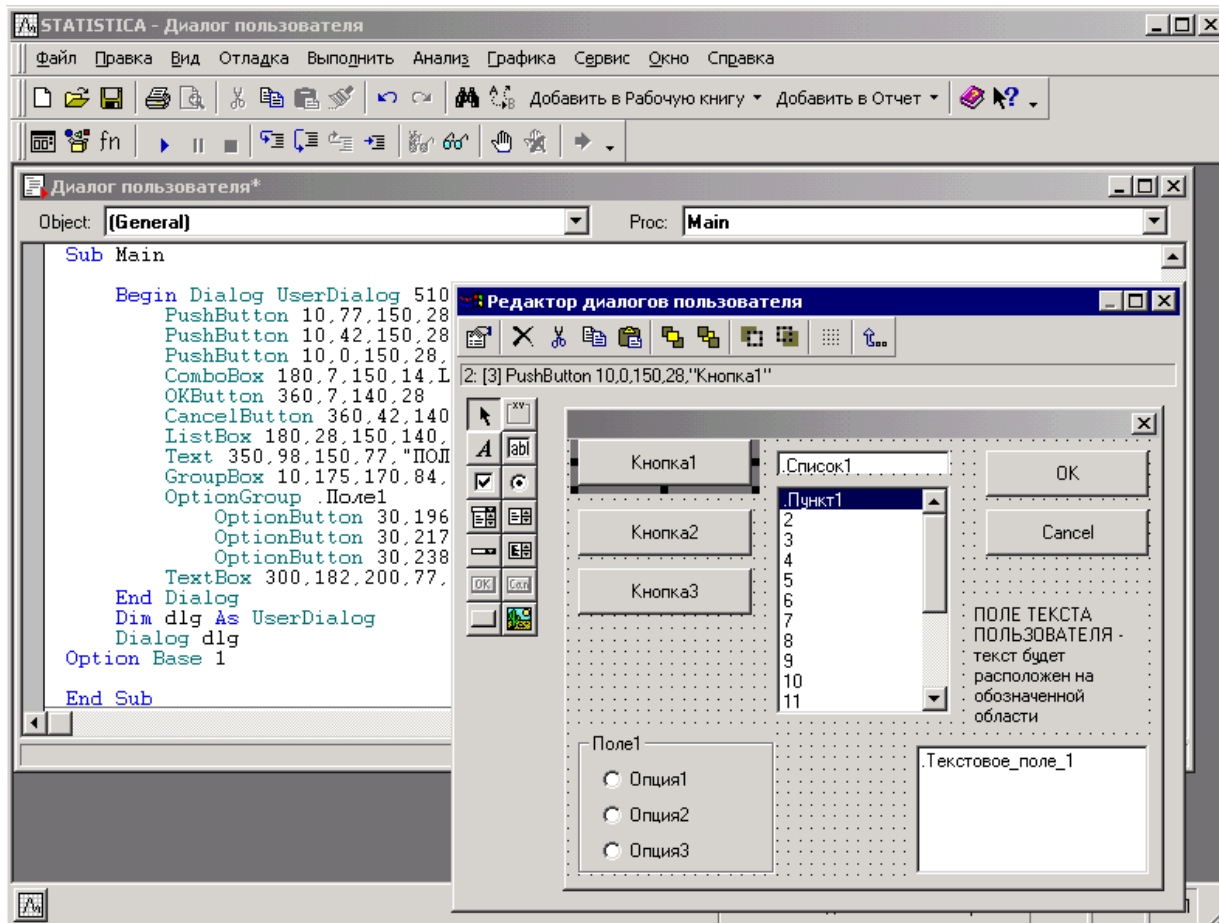 STATISTICA - Диалог пользователя
Файл Правка Вид Отладка Выполнить Анализ Графика Сервис Окно Справка
Добавить в Рабочую книгу Добавить в Отчет
fn
Диалог пользователя*
Object: (General) Proc: Main
Sub Main
Begin Dialog UserDialog 510
PushButton 10,77,150,28
PushButton 10,42,150,28
PushButton 10,0,150,28,
ComboBox 180,7,150,14,L
OKButton 360,7,140,28
CancelButton 360,42,140
ListBox 180,28,150,140,
Text 350,98,150,77,"ПОЛ
GroupBox 10,175,170,84,
OptionGroup .Поле1
OptionButton 30,196
OptionButton 30,217
OptionButton 30,238
TextBox 300,182,200,77,
End Dialog
Dim dlg As UserDialog
Dialog dlg
Option Base 1
End Sub
Редактор диалогов пользователя
2: [3] PushButton 10,0,150,28,"Кнопка1"
XY
A abl
OK Can
Кнопка1
Кнопка2
Кнопка3
.Список1
.Пункт1
2
3
4
5
6
7
8
9
10
11
OK
Cancel
ПОЛЕ ТЕКСТА
ПОЛЬЗОВАТЕЛЯ -
текст будет
расположен на
обозначенной
области
Поле1
Опция1
Опция2
Опция3
.Текстовое_поле_1